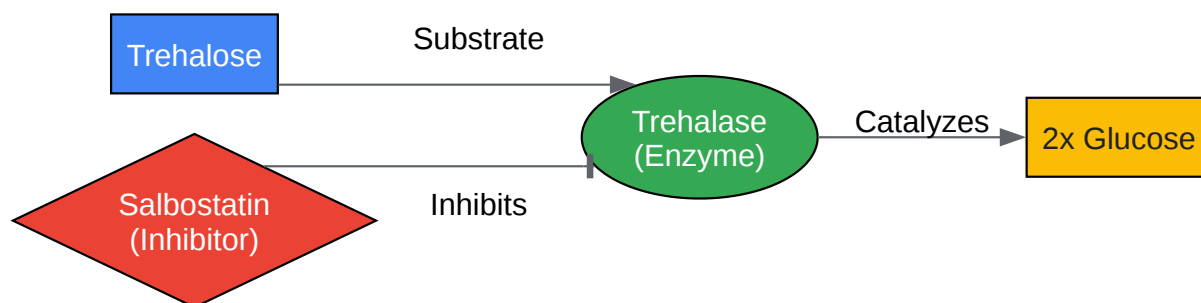 Trehalose
Substrate
Trehalase
(Enzyme)
Catalyzes
2x Glucose
Salbostatin
(Inhibitor)
Inhibits